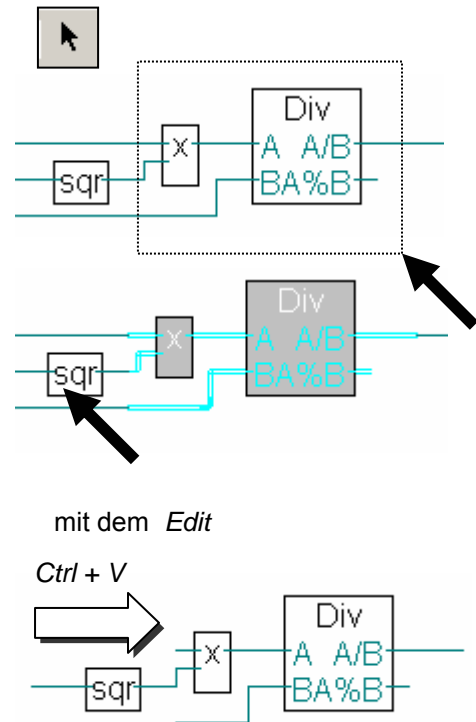 Div
x
A A/B
sqr
BA%B
Div
x
A A/B
sqr
BA%B
mit dem Edit
Ctrl + V
Div
x
A A/B
sqr
BA%B